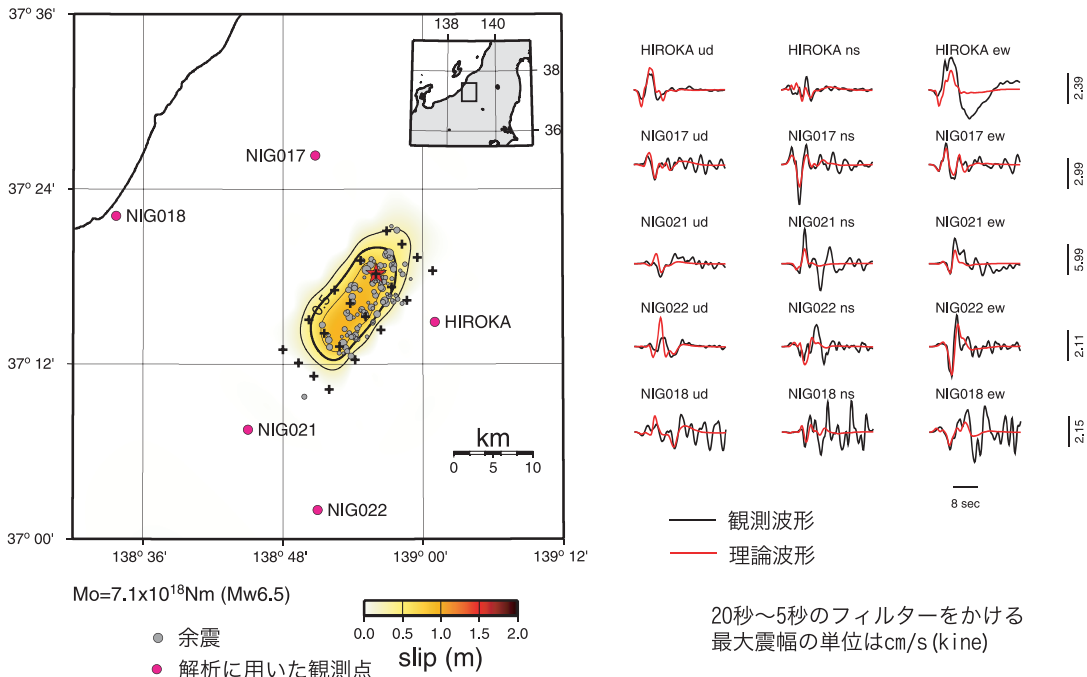 37° 36'
37° 24'
37° 12'
37° 00'
138° 36'
138° 48'
139° 00'
139° 12'
138 140
38
36
NIG017
NIG018
0.5
HIROKA
NIG021
NIG022
km
0 5 10
Mo=7.1x10¹⁸Nm (Mw6.5)
余震
解析に用いた観測点
0.0 0.5 1.0 1.5 2.0
slip (m)
HIROKA ud HIROKA ns HIROKA ew
2.39
NIG017 ud NIG017 ns NIG017 ew
2.99
NIG021 ud NIG021 ns NIG021 ew
5.99
NIG022 ud NIG022 ns NIG022 ew
2.11
NIG018 ud NIG018 ns NIG018 ew
2.15
8 sec
観測波形
理論波形
20秒～5秒のフィルターをかける
最大震幅の単位はcm/s(kine)